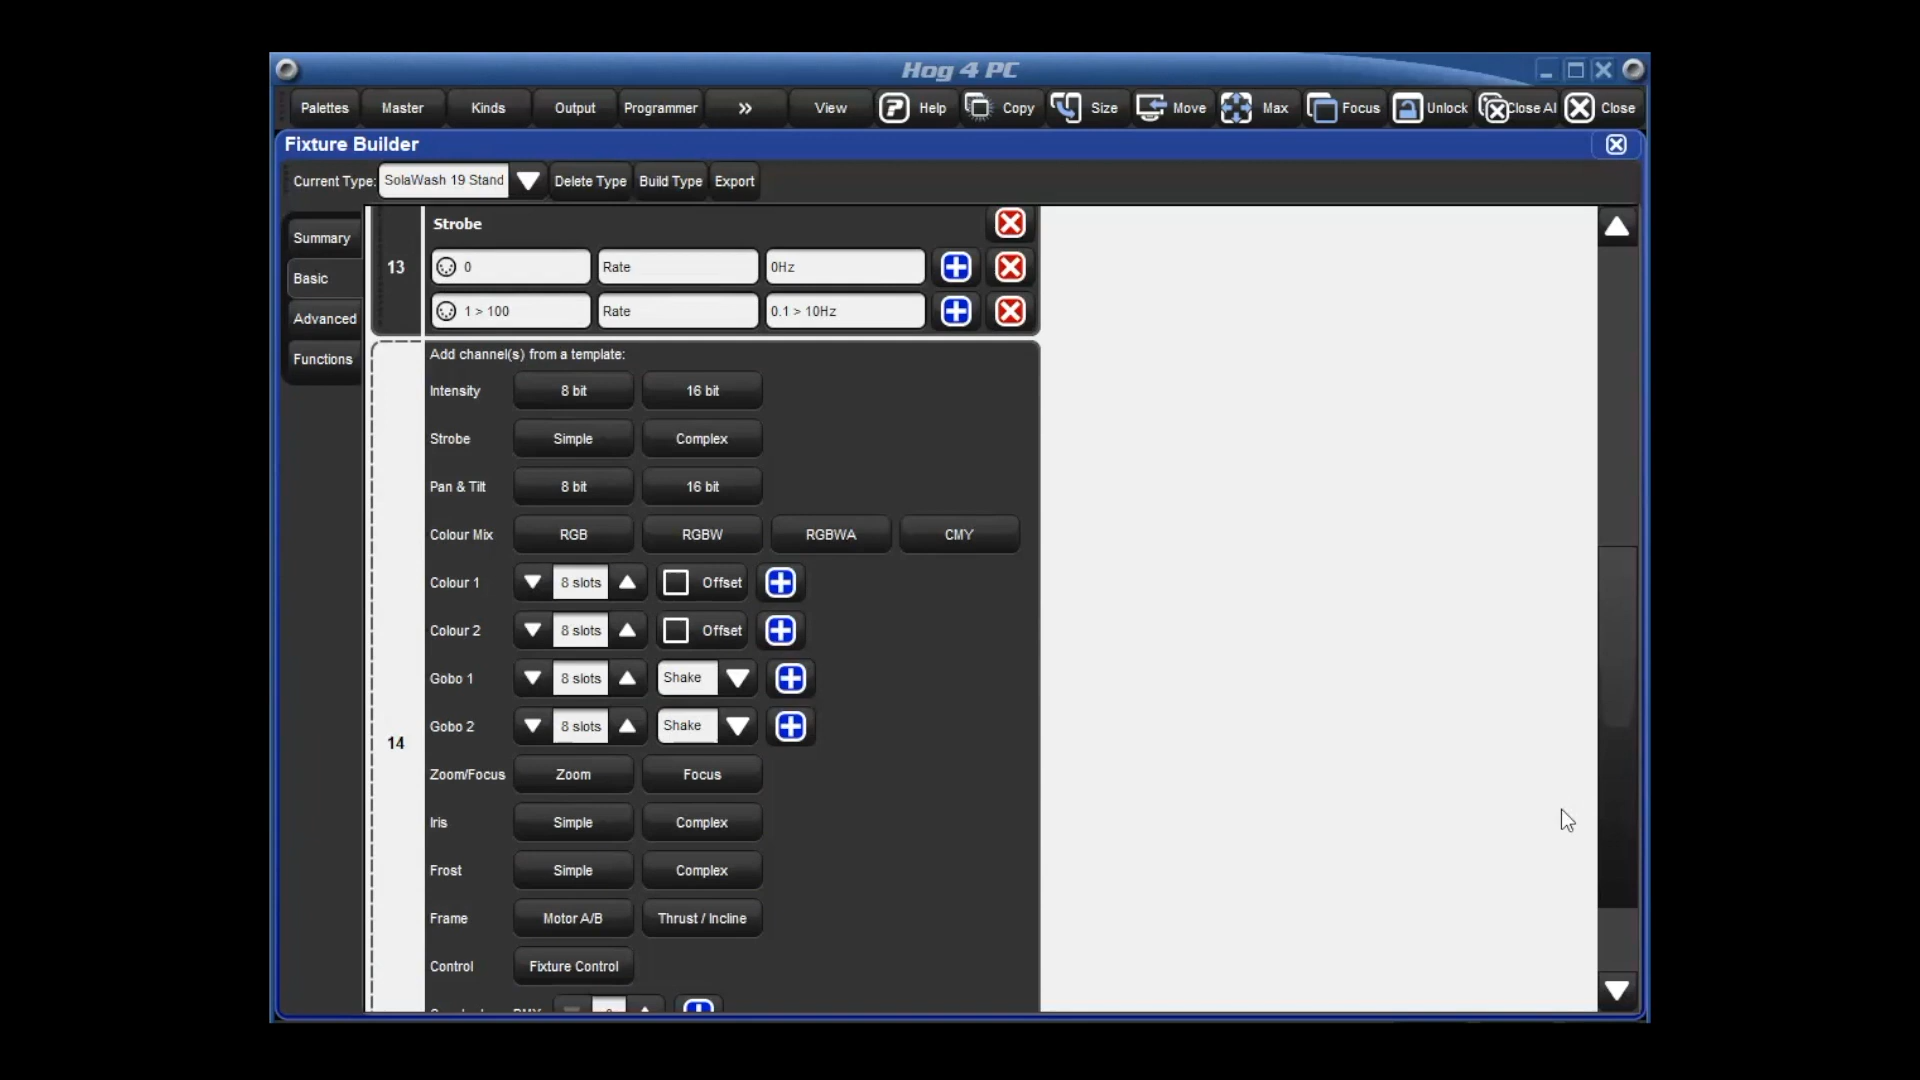 Hog 4 PC
Palettes Master Kinds Output Programmer » View Help Copy Size Move Max Focus Unlock Close Al Close
Fixture Builder
Current Type: SolaWash 19 Stand Delete Type Build Type Export
Summary
Basic
Advanced
Functions
Strobe
13
0 Rate 0Hz
1 > 100 Rate 0.1 > 10Hz
14
Add channel(s) from a template:
Intensity 8 bit 16 bit
Strobe Simple Complex
Pan & Tilt 8 bit 16 bit
Colour Mix RGB RGBW RGBWA CMY
Colour 1 8 slots Offset
Colour 2 8 slots Offset
Gobo 1 8 slots Shake
Gobo 2 8 slots Shake
Zoom/Focus Zoom Focus
Iris Simple Complex
Frost Simple Complex
Frame Motor A/B Thrust / Incline
Control Fixture Control